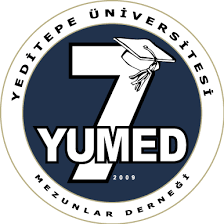 YEDİTEPE ÜNİVERSİTESİ
7
YUMED
2009
MEZUNLAR DERNEĞİ